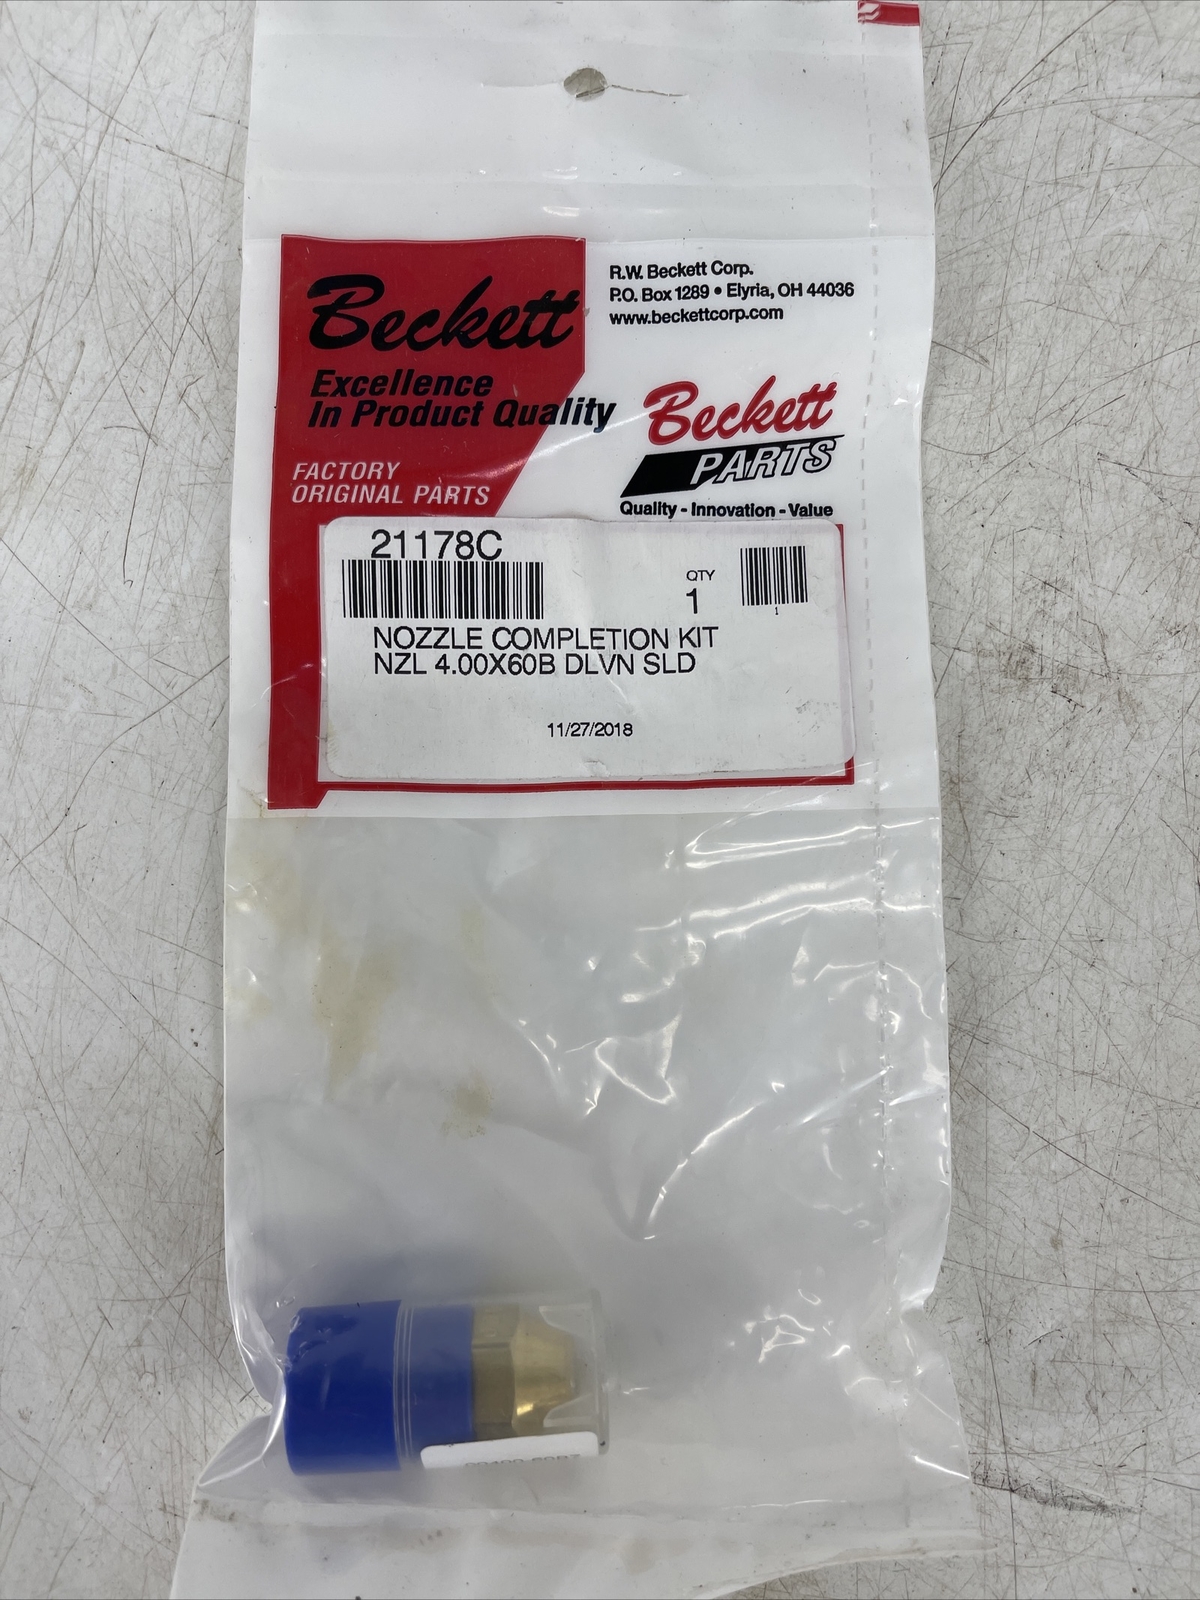 Beckett
Excellence
In Product Quality
FACTORY
ORIGINAL PARTS
R.W. Beckett Corp.
P.O. Box 1289 • Elyria, OH 44036
www.beckettcorp.com
Beckett
PARTS
Quality - Innovation - Value
21178C
QTY
1
1
NOZZLE COMPLETION KIT
NZL 4.00X60B DLVN SLD
11/27/2018